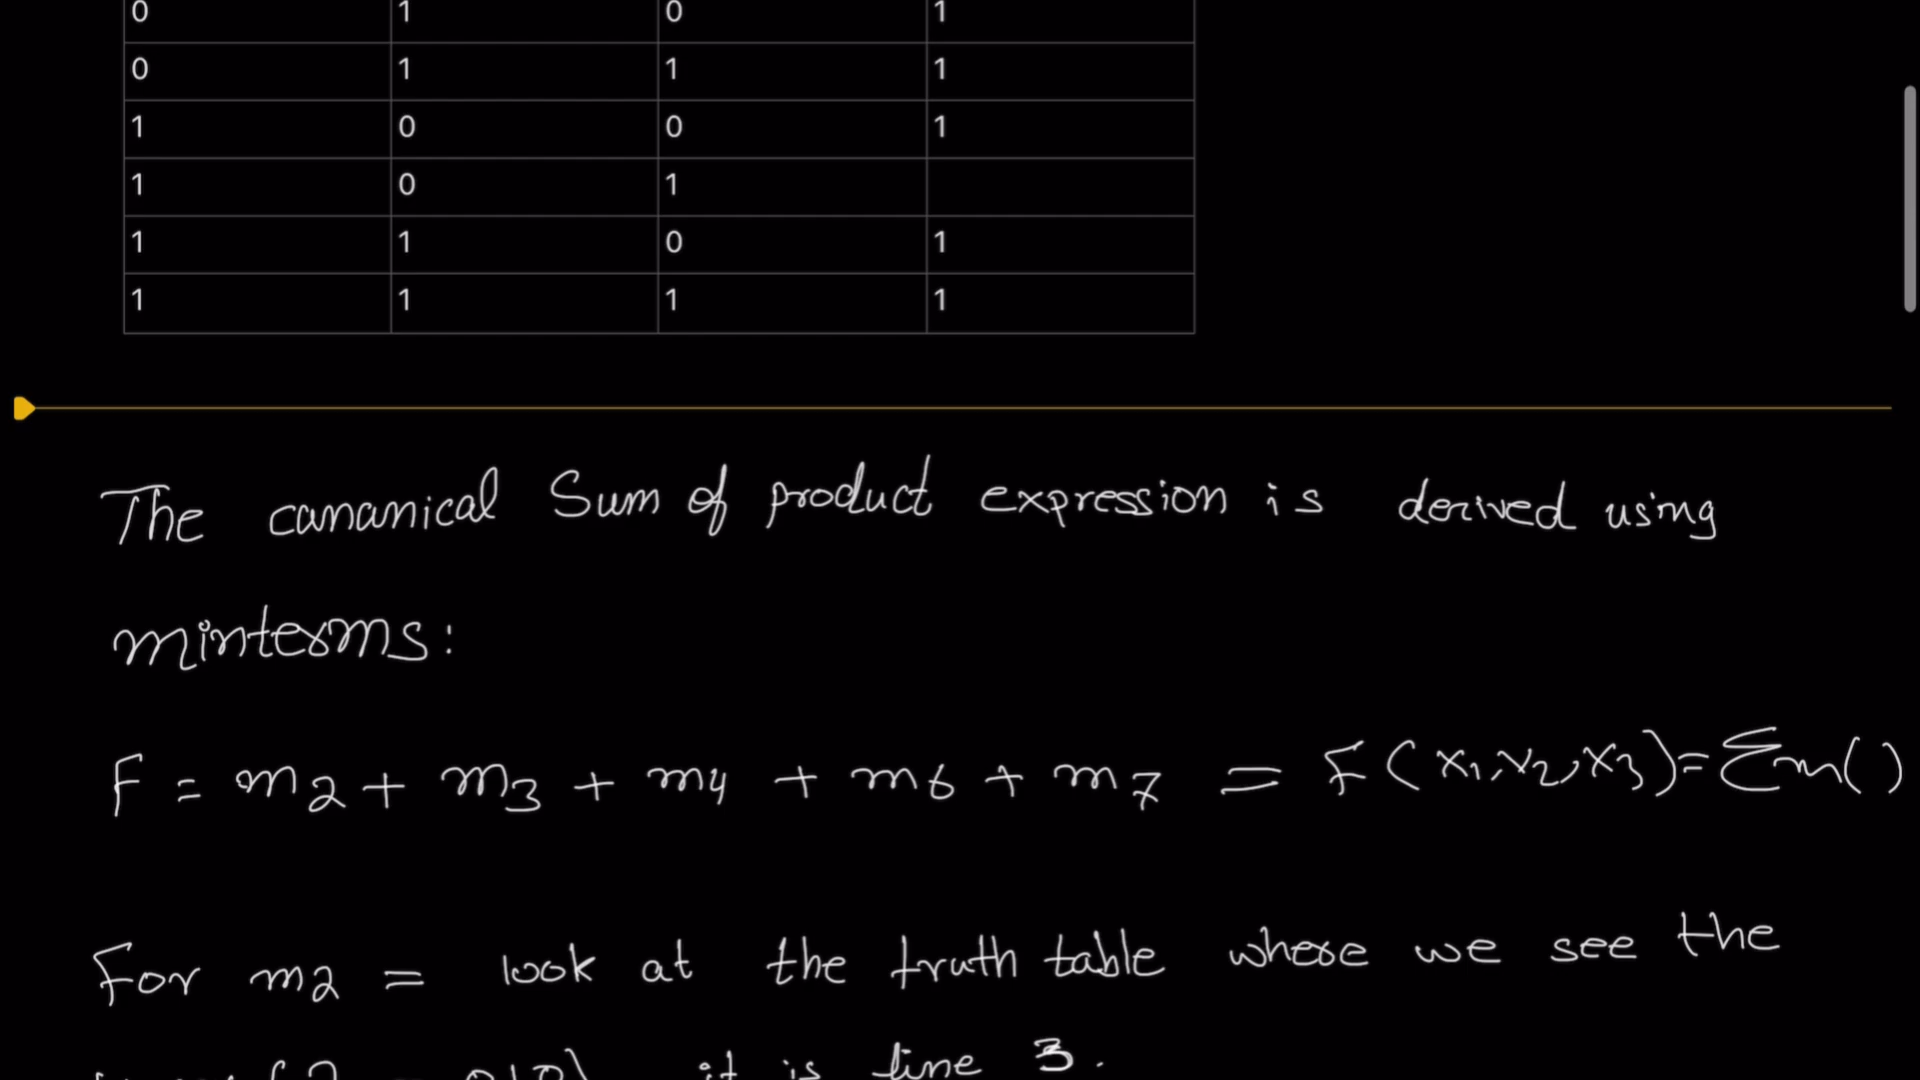 0 1 0 1
0 1 1 1
1 0 0 1
1 0 1
1 1 0 1
1 1 1 1
The cananical Sum of product expression is derived using
minterms:
F = m2 + m3 + m4 + m6 + m7 = F(x1,x2,x3)=Σm()
For m2 = look at the truth table where we see the
it is line 3.